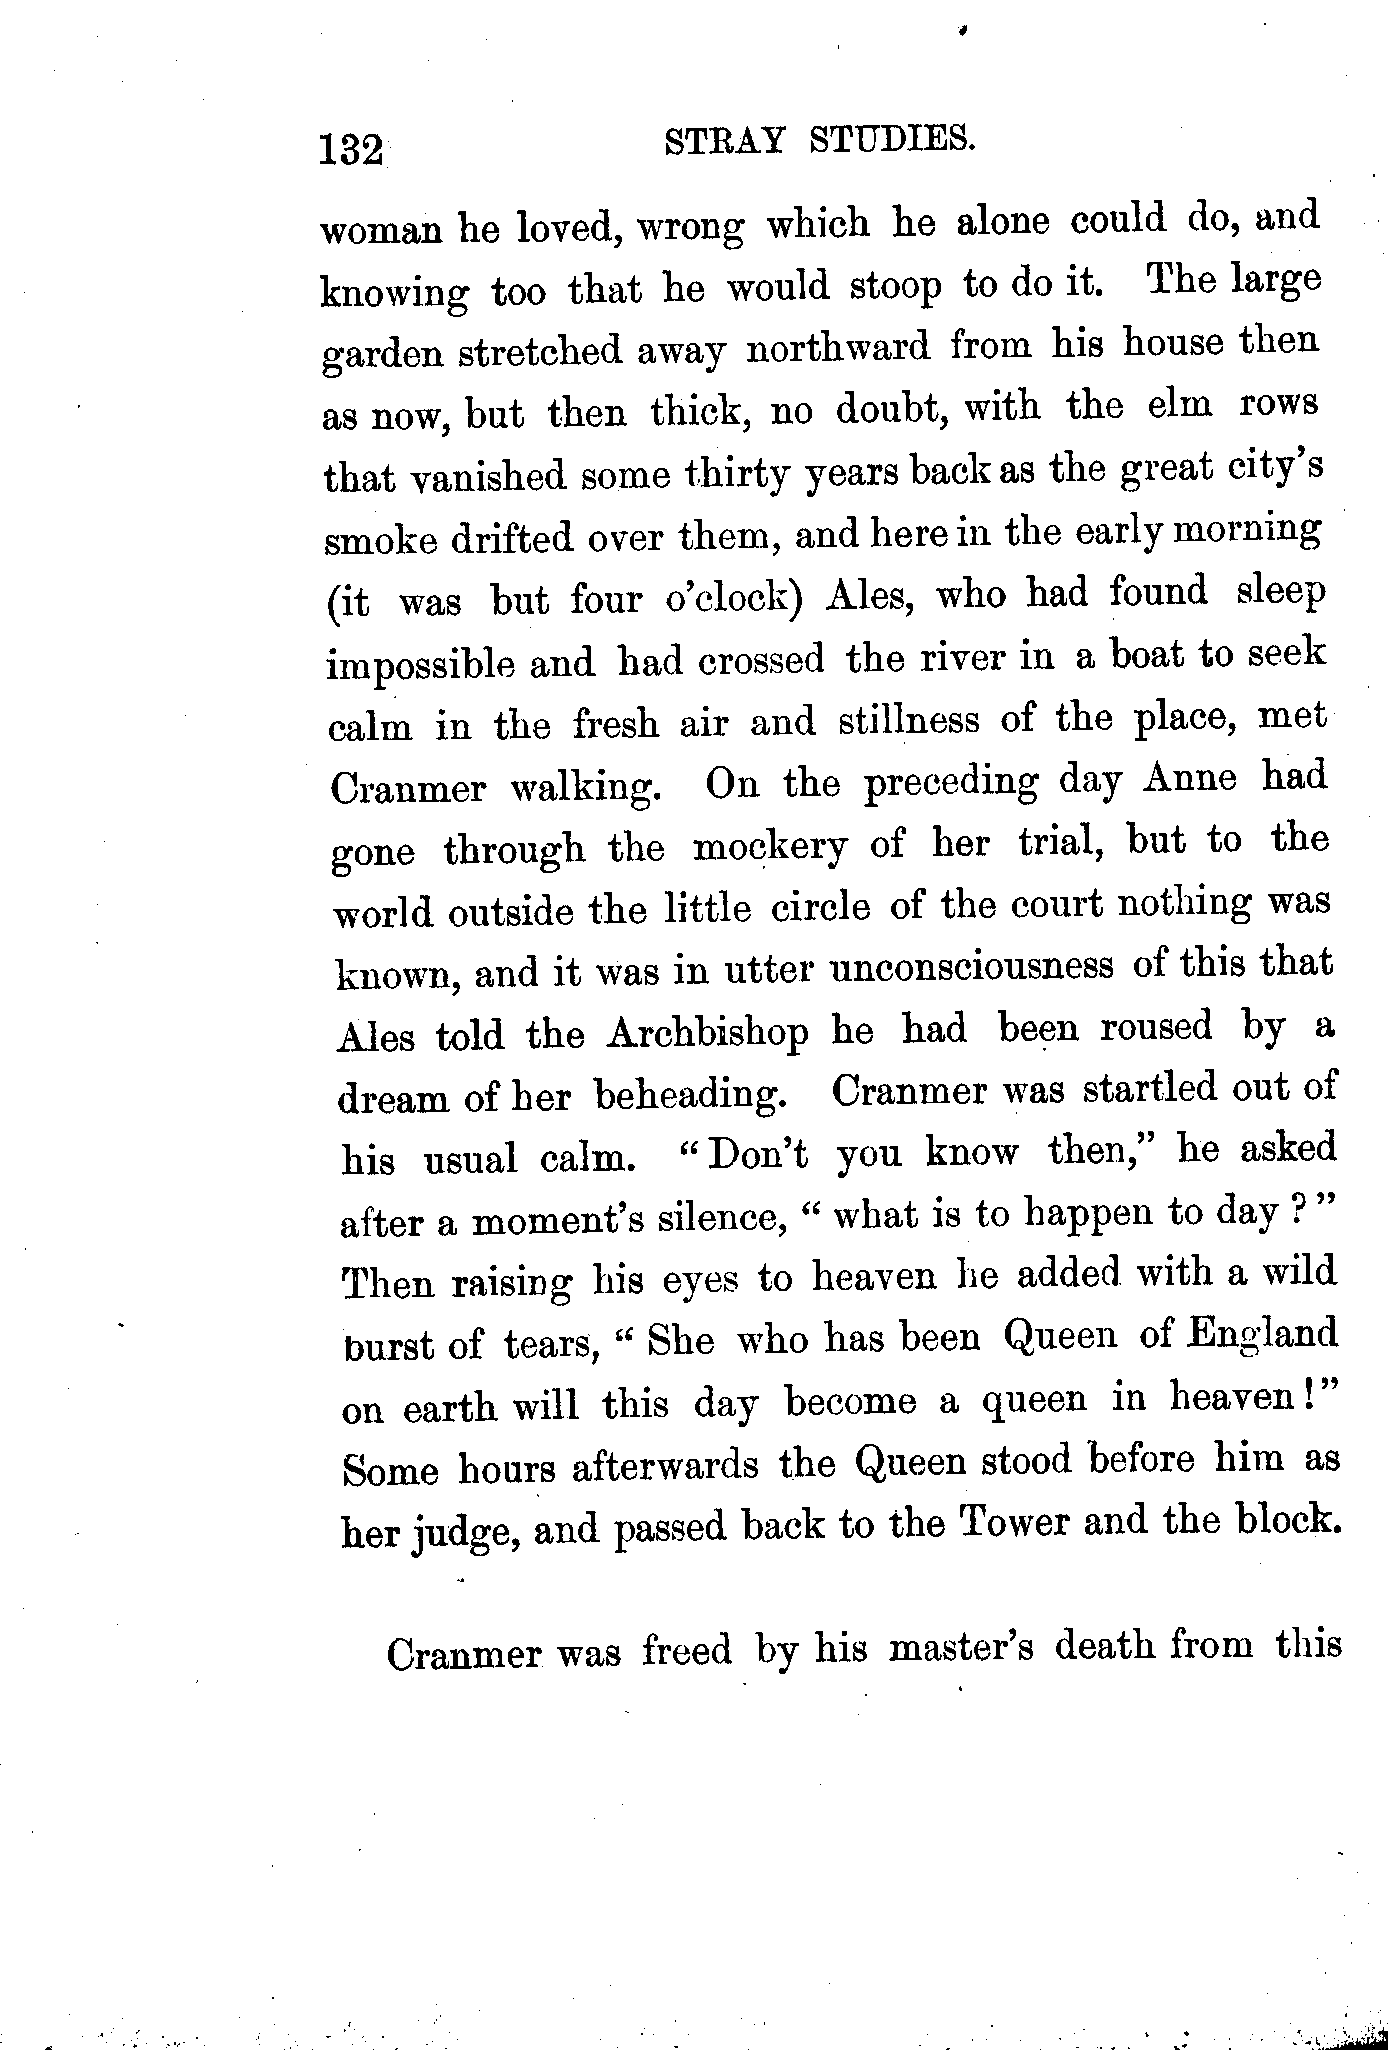 132 STRAY STUDIES.
woman he loved, wrong which he alone could do, and
knowing too that he would stoop to do it. The large
garden stretched away northward from his house then
as now, but then thick, no doubt, with the elm rows
that vanished some thirty years back as the great city's
smoke drifted over them, and here in the early morning
(it was but four o'clock) Ales, who had found sleep
impossible and had crossed the river in a boat to seek
calm in the fresh air and stillness of the place, met
Cranmer walking. On the preceding day Anne had
gone through the mockery of her trial, but to the
world outside the little circle of the court nothing was
known, and it was in utter unconsciousness of this that
Ales told the Archbishop he had been roused by a
dream of her beheading. Cranmer was startled out of
his usual calm. “Don't you know then,” he asked
after a moment's silence, “what is to happen to day?”
Then raising his eyes to heaven he added with a wild
burst of tears, “She who has been Queen of England
on earth will this day become a queen in heaven!”
Some hours afterwards the Queen stood before him as
her judge, and passed back to the Tower and the block.
Cranmer was freed by his master's death from this